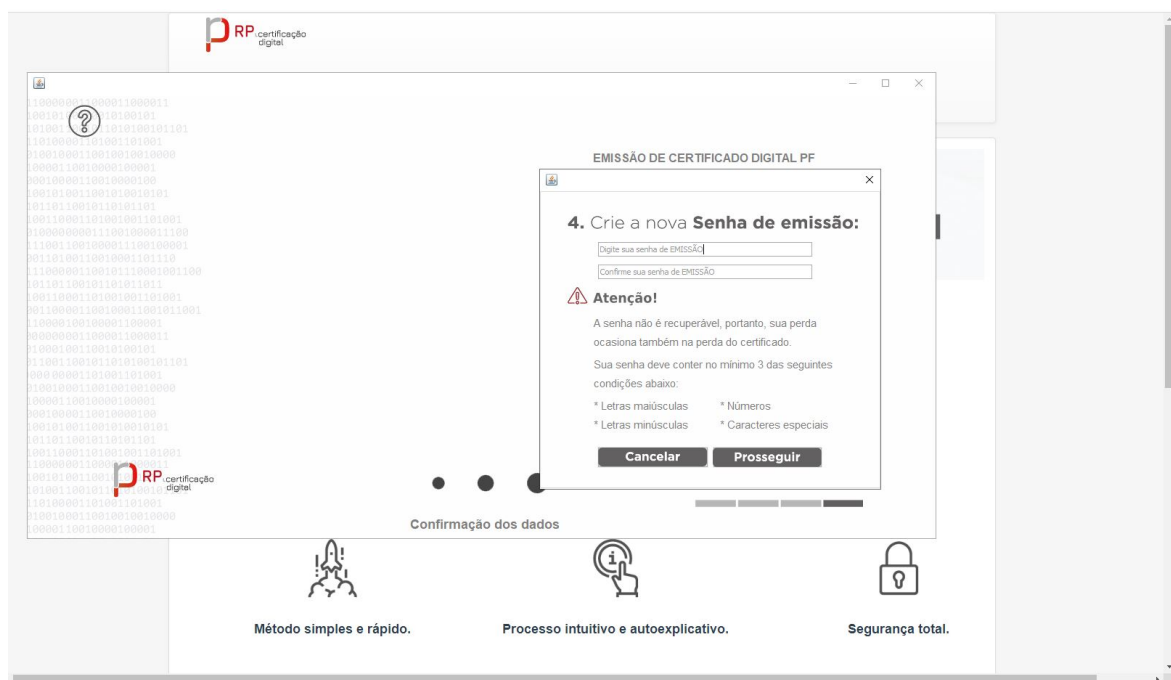 RP certificação
digital
EMISSÃO DE CERTIFICADO DIGITAL PF
4. Crie a nova Senha de emissão:
Digite sua senha de EMISSÃO
Confirme sua senha de EMISSÃO
Atenção!
A senha não é recuperável, portanto, sua perda
ocasiona também na perda do certificado.
Sua senha deve conter no mínimo 3 das seguintes
condições abaixo:
* Letras maiúsculas * Números
* Letras minúsculas * Caracteres especiais
Cancelar Prosseguir
RP certificação
digital
Confirmação dos dados
Método simples e rápido. Processo intuitivo e autoexplicativo. Segurança total.